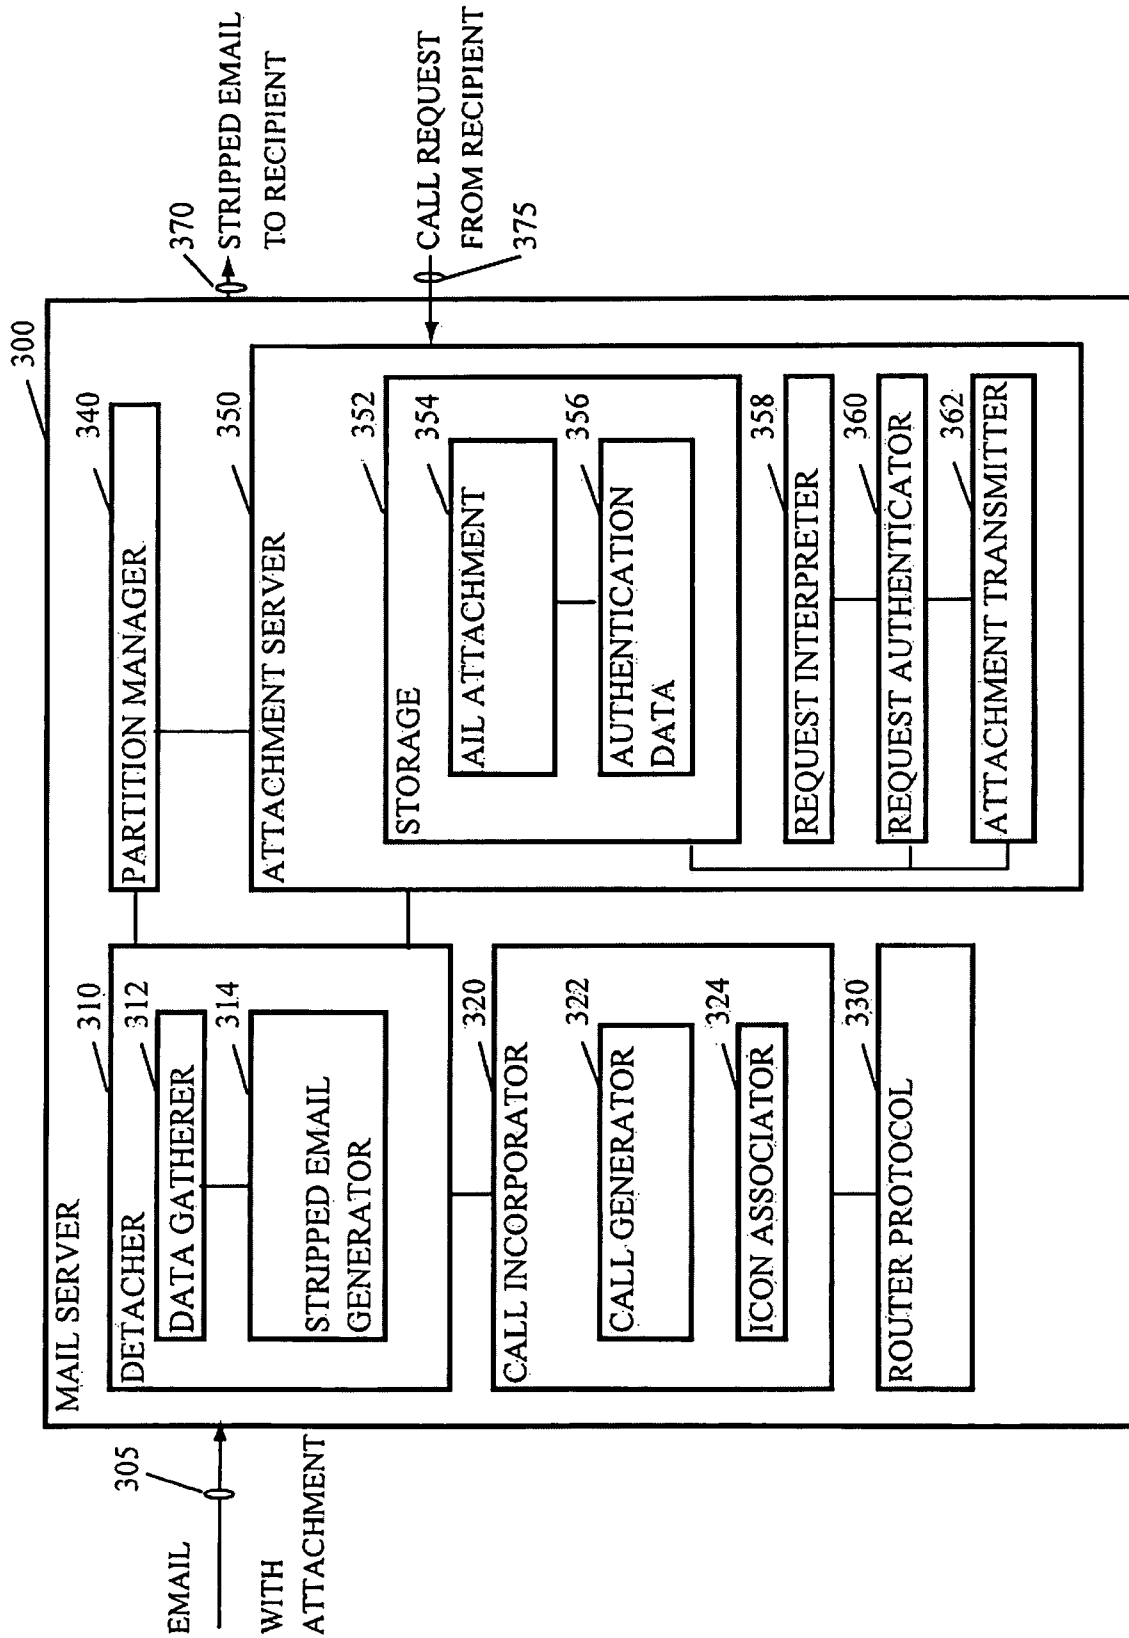 300
MAIL SERVER
EMAIL
WITH
ATTACHMENT
305
310
DETACHER
312
DATA GATHERER
314
STRIPPED EMAIL
GENERATOR
320
CALL INCORPORATOR
322
CALL GENERATOR
324
ICON ASSOCIATOR
330
ROUTER PROTOCOL
340
PARTITION MANAGER
350
ATTACHMENT SERVER
352
STORAGE
354
AIL ATTACHMENT
356
AUTHENTICATION
DATA
358
REQUEST INTERPRETER
360
REQUEST AUTHENTICATOR
362
ATTACHMENT TRANSMITTER
370
STRIPPED EMAIL
TO RECIPIENT
CALL REQUEST
FROM RECIPIENT
375